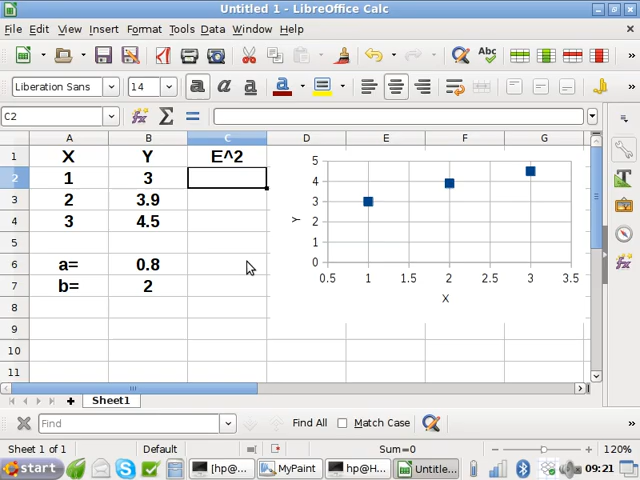 Untitled 1 - LibreOffice Calc
File Edit View Insert Format Tools Data Window Help
Liberation Sans 14
C2
A B C D E F G
1 X Y E^2
2 1 3
3 2 3.9
4 3 4.5
5
6 a= 0.8
7 b= 2
8
9
10
11
5
4
3
2
1
0
Y
0.5 1 1.5 2 2.5 3 3.5
X
Sheet1
Find Find All Match Case
Sheet 1 of 1 Default Sum=0 120%
start [hp@... MyPaint hp@H... Untitle... 09:21